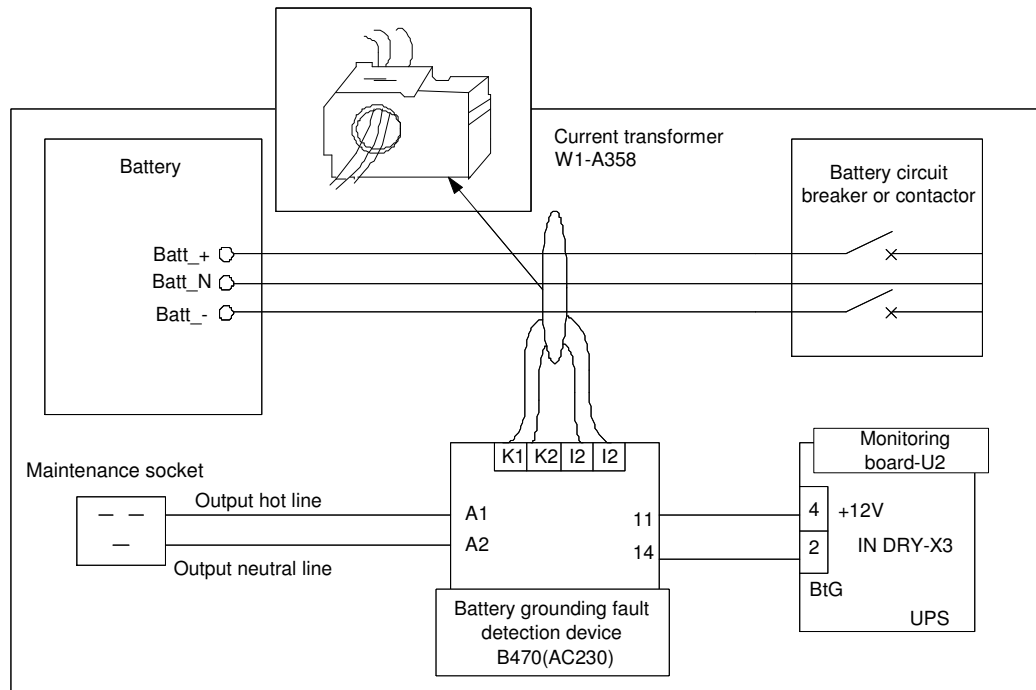 Current transformer
W1-A358
Battery
Battery circuit
breaker or contactor
Batt_+
Batt_N
Batt_-
K1 K2 I2 I2
Monitoring
board-U2
Maintenance socket
Output hot line
A1
11
4
+12V
A2
14
2
IN DRY-X3
Output neutral line
BtG
UPS
Battery grounding fault
detection device
B470(AC230)